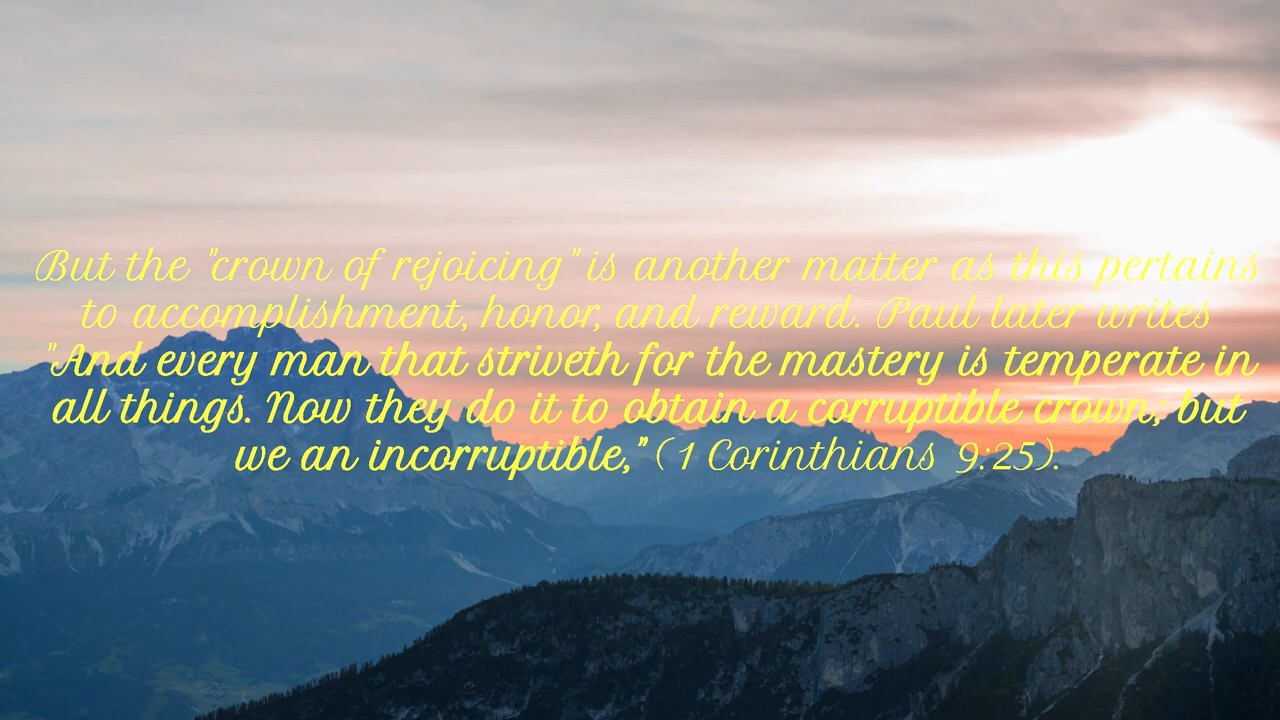 But the "crown of rejoicing" is another matter as this pertains
to accomplishment, honor, and reward. Paul later writes
"And every man that striveth for the mastery is temperate in
all things. Now they do it to obtain a corruptible crown; but
we an incorruptible," (1 Corinthians 9:25).